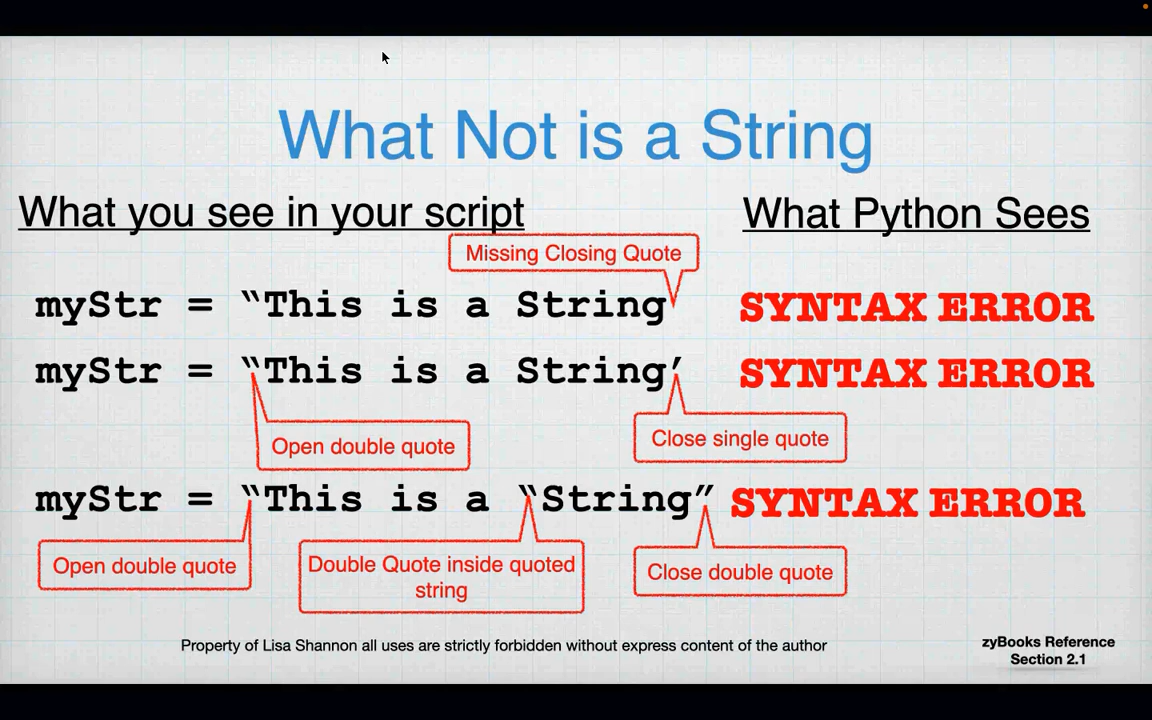 What Not is a String
What you see in your script
What Python Sees
Missing Closing Quote
myStr = “This is a String
SYNTAX ERROR
myStr = “This is a String’
SYNTAX ERROR
Open double quote
Close single quote
myStr = “This is a “String”
SYNTAX ERROR
Open double quote
Double Quote inside quoted
string
Close double quote
Property of Lisa Shannon all uses are strictly forbidden without express content of the author
zyBooks Reference
Section 2.1